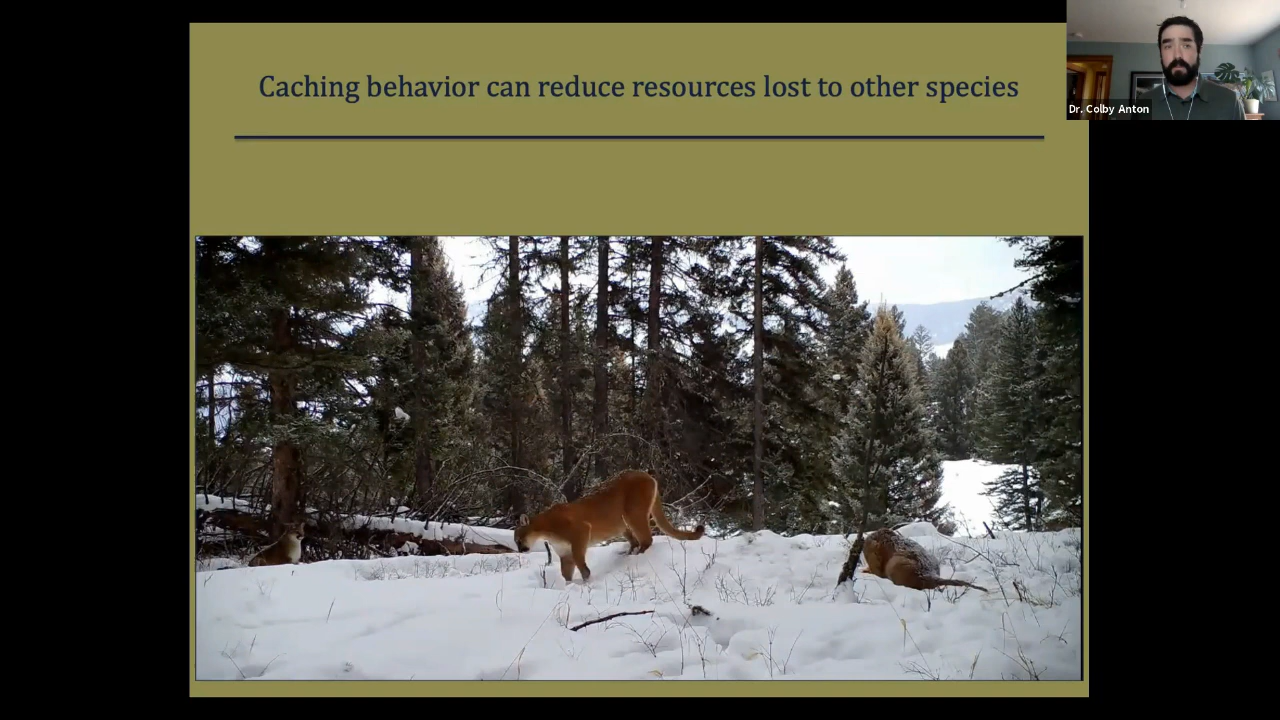 Caching behavior can reduce resources lost to other species
Dr. Colby Anton